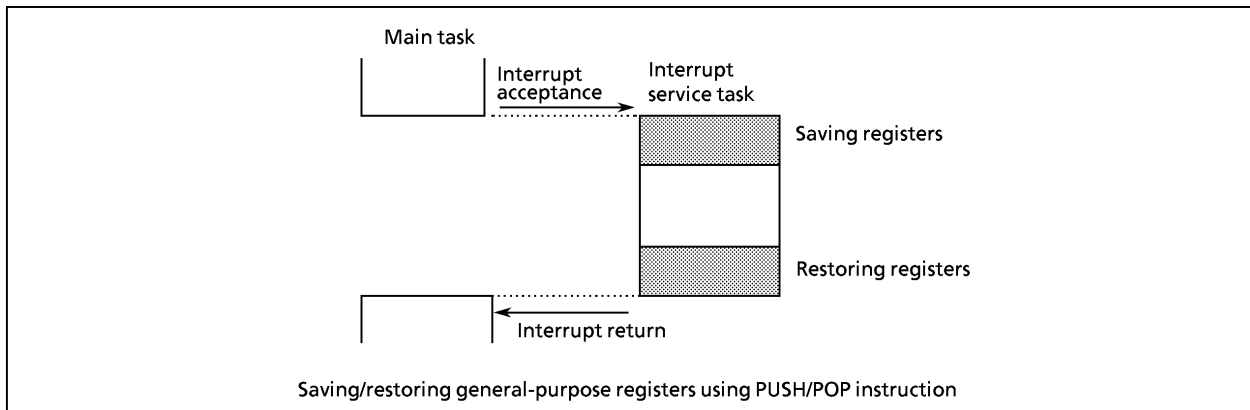 Main task
Interrupt
acceptance
Interrupt
service task
Saving registers
Restoring registers
Interrupt return
Saving/restoring general-purpose registers using PUSH/POP instruction